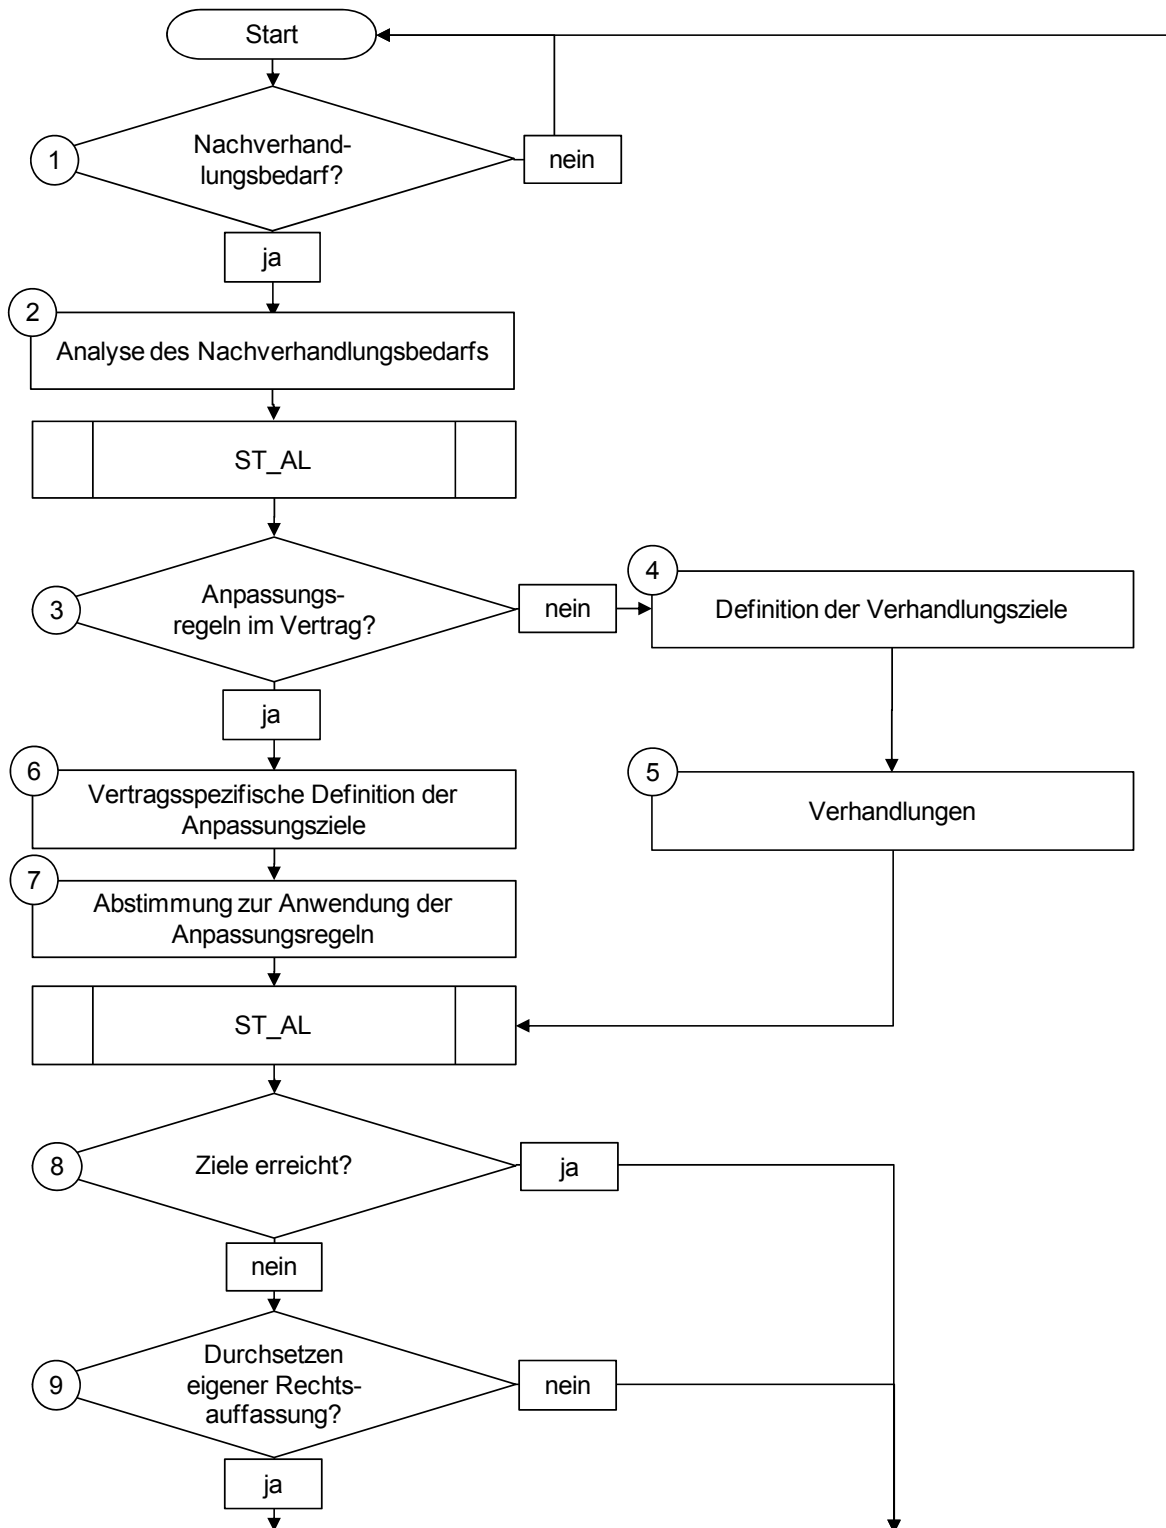 Start
1
Nachverhand-
lungsbedarf?
nein
ja
2
Analyse des Nachverhandlungsbedarfs
ST_AL
3
Anpassungs-
regeln im Vertrag?
nein
4
Definition der Verhandlungsziele
ja
5
Verhandlungen
6
Vertragsspezifische Definition der
Anpassungsziele
7
Abstimmung zur Anwendung der
Anpassungsregeln
ST_AL
8
Ziele erreicht?
ja
nein
9
Durchsetzen
eigener Rechts-
auffassung?
nein
ja